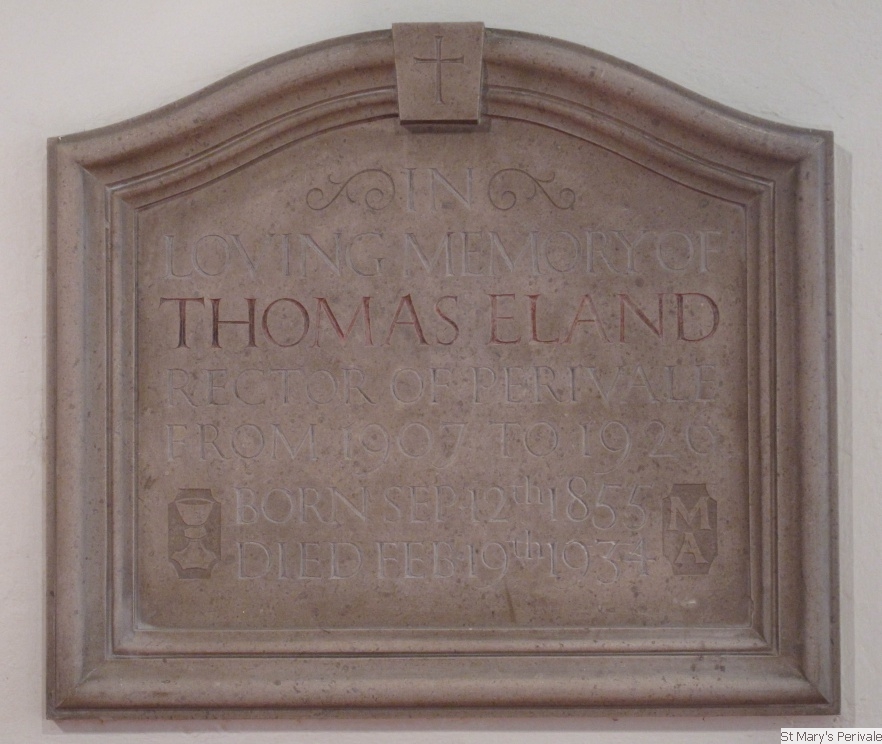 IN
LOVING MEMORY OF
THOMAS ELAND
RECTOR OF PERIVALE
FROM 1907 TO 1926
BORN SEP·12th 1855
DIED FEB·19th 1934
MA
St Mary's Perivale